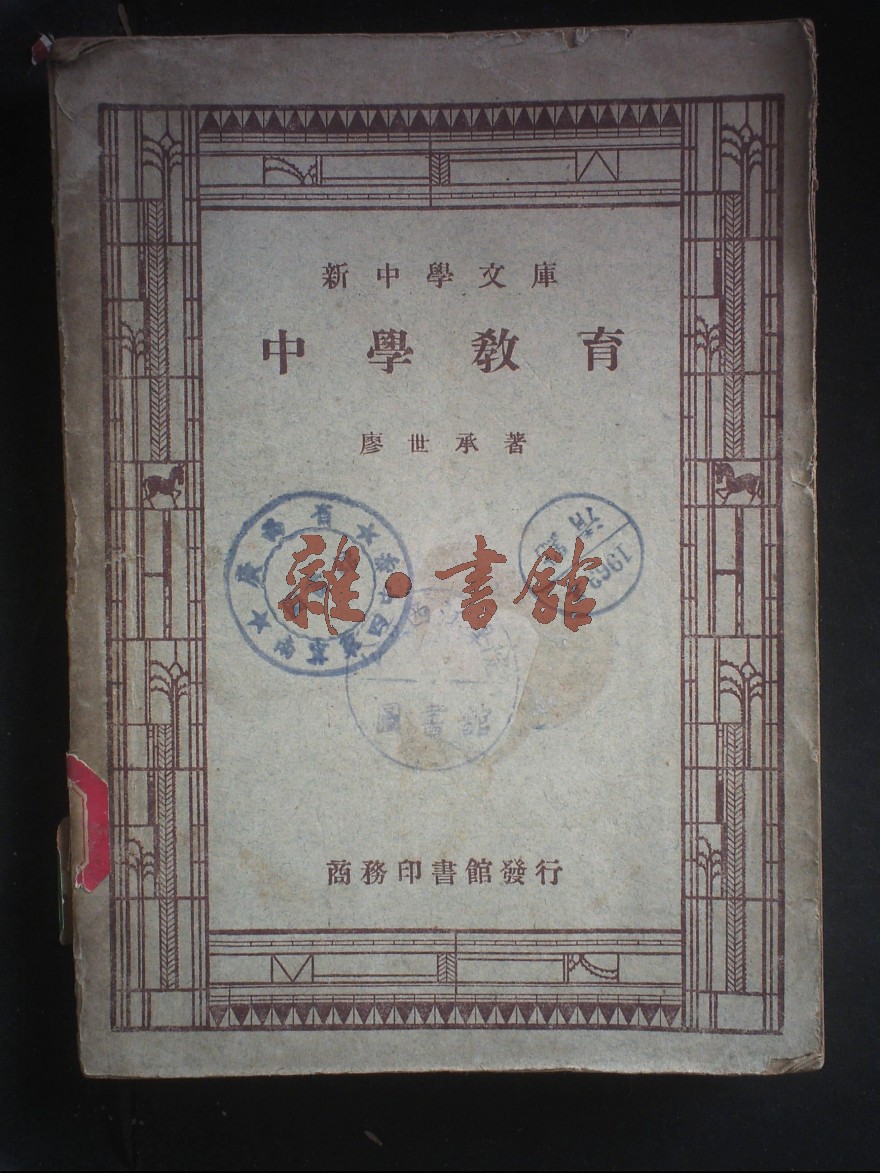 新中學文庫
中學教育
廖世承著
雜·書館
1963
圖書館
商務印書館發行